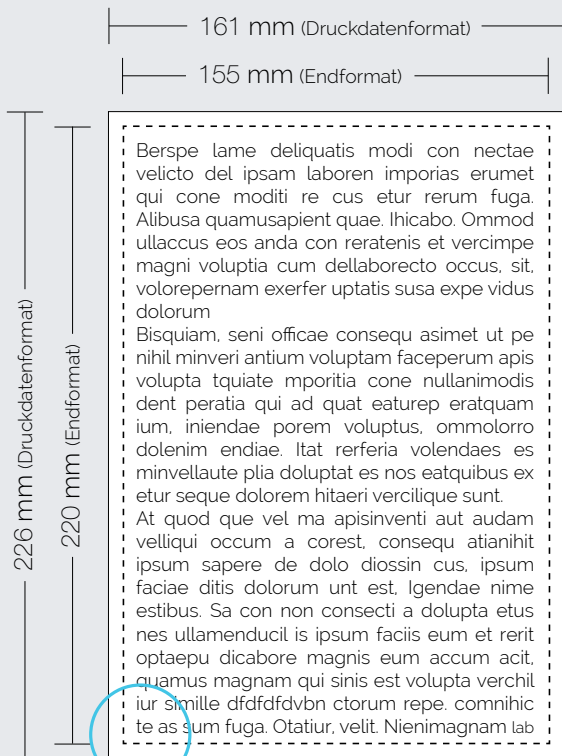 161 mm (Druckdatenformat)
155 mm (Endformat)
226 mm (Druckdatenformat)
220 mm (Endformat)
Berspe lame deliquatis modi con nectae
velicto del ipsam laboren imporias erumet
qui cone moditi re cus etur rerum fuga.
Alibusa quamusapient quae. Ihicabo. Ommod
ullaccus eos anda con reratenis et vercimpe
magni voluptia cum dellaborecto occus, sit,
volorepernam exerfer uptatis susa expe vidus
dolorum
Bisquiam, seni officae consequ asimet ut pe
nihil minveri antium voluptam faceperum apis
volupta tquiate mporitia cone nullanimodis
dent peratia qui ad quat eaturep eratquam
ium, iniendae porem voluptus, ommolorro
dolenim endiae. Itat rerferia volendaes es
minvellaute plia doluptat es nos eatquibus ex
etur seque dolorem hitaeri vercilique sunt.
At quod que vel ma apisinventi aut audam
velliqui occum a corest, consequ atianihit
ipsum sapere de dolo diossin cus, ipsum
faciae ditis dolorum unt est, Igendae nime
estibus. Sa con non consecti a dolupta etus
nes ullamenducil is ipsum faciis eum et rerit
optaepu dicabore magnis eum accum acit,
quamus magnam qui sinis est volupta verchil
iur simille dfdfdfdvbn ctorum repe. comnihic
te as sum fuga. Otatiur, velit. Nienimagnam lab